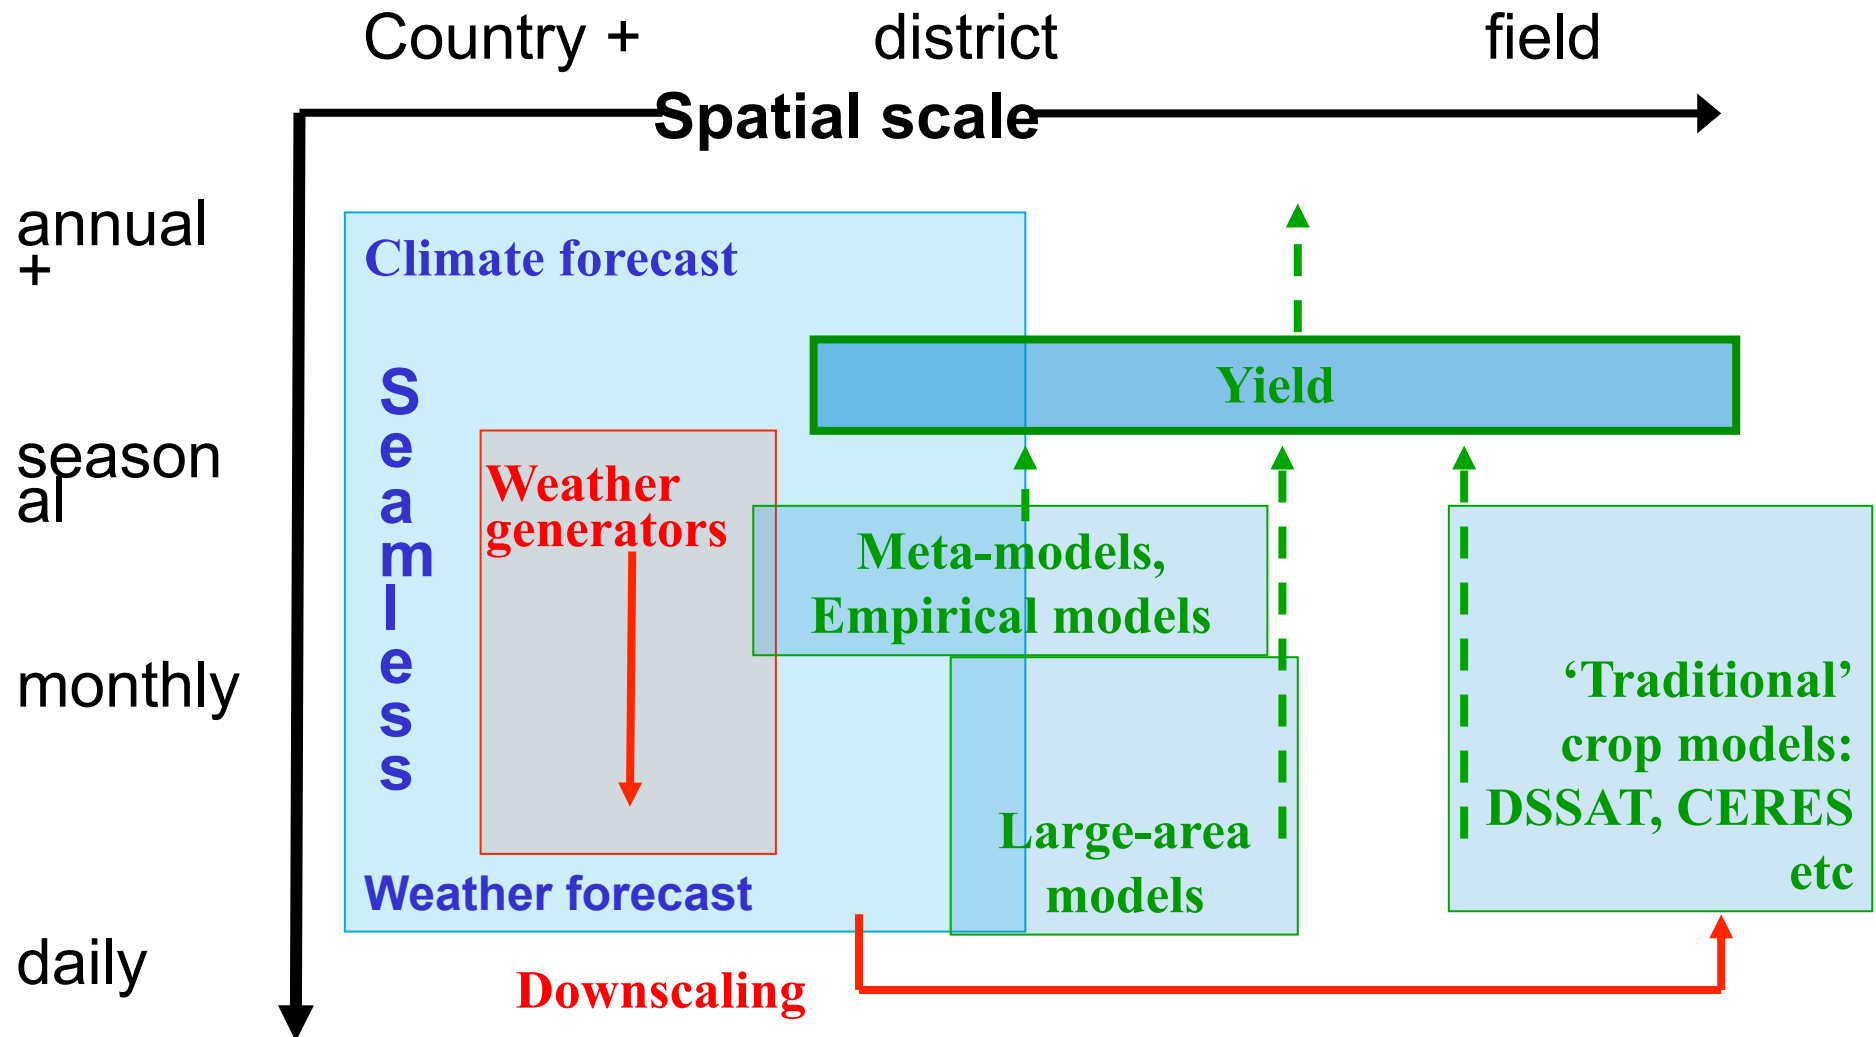 Country +
district
field
Spatial scale
annual
+
Climate forecast
Yield
Seamless
season
al
Weather
generators
Meta-models,
Empirical models
monthly
‘Traditional’
crop models:
DSSAT, CERES
etc
Large-area
models
Weather forecast
daily
Downscaling